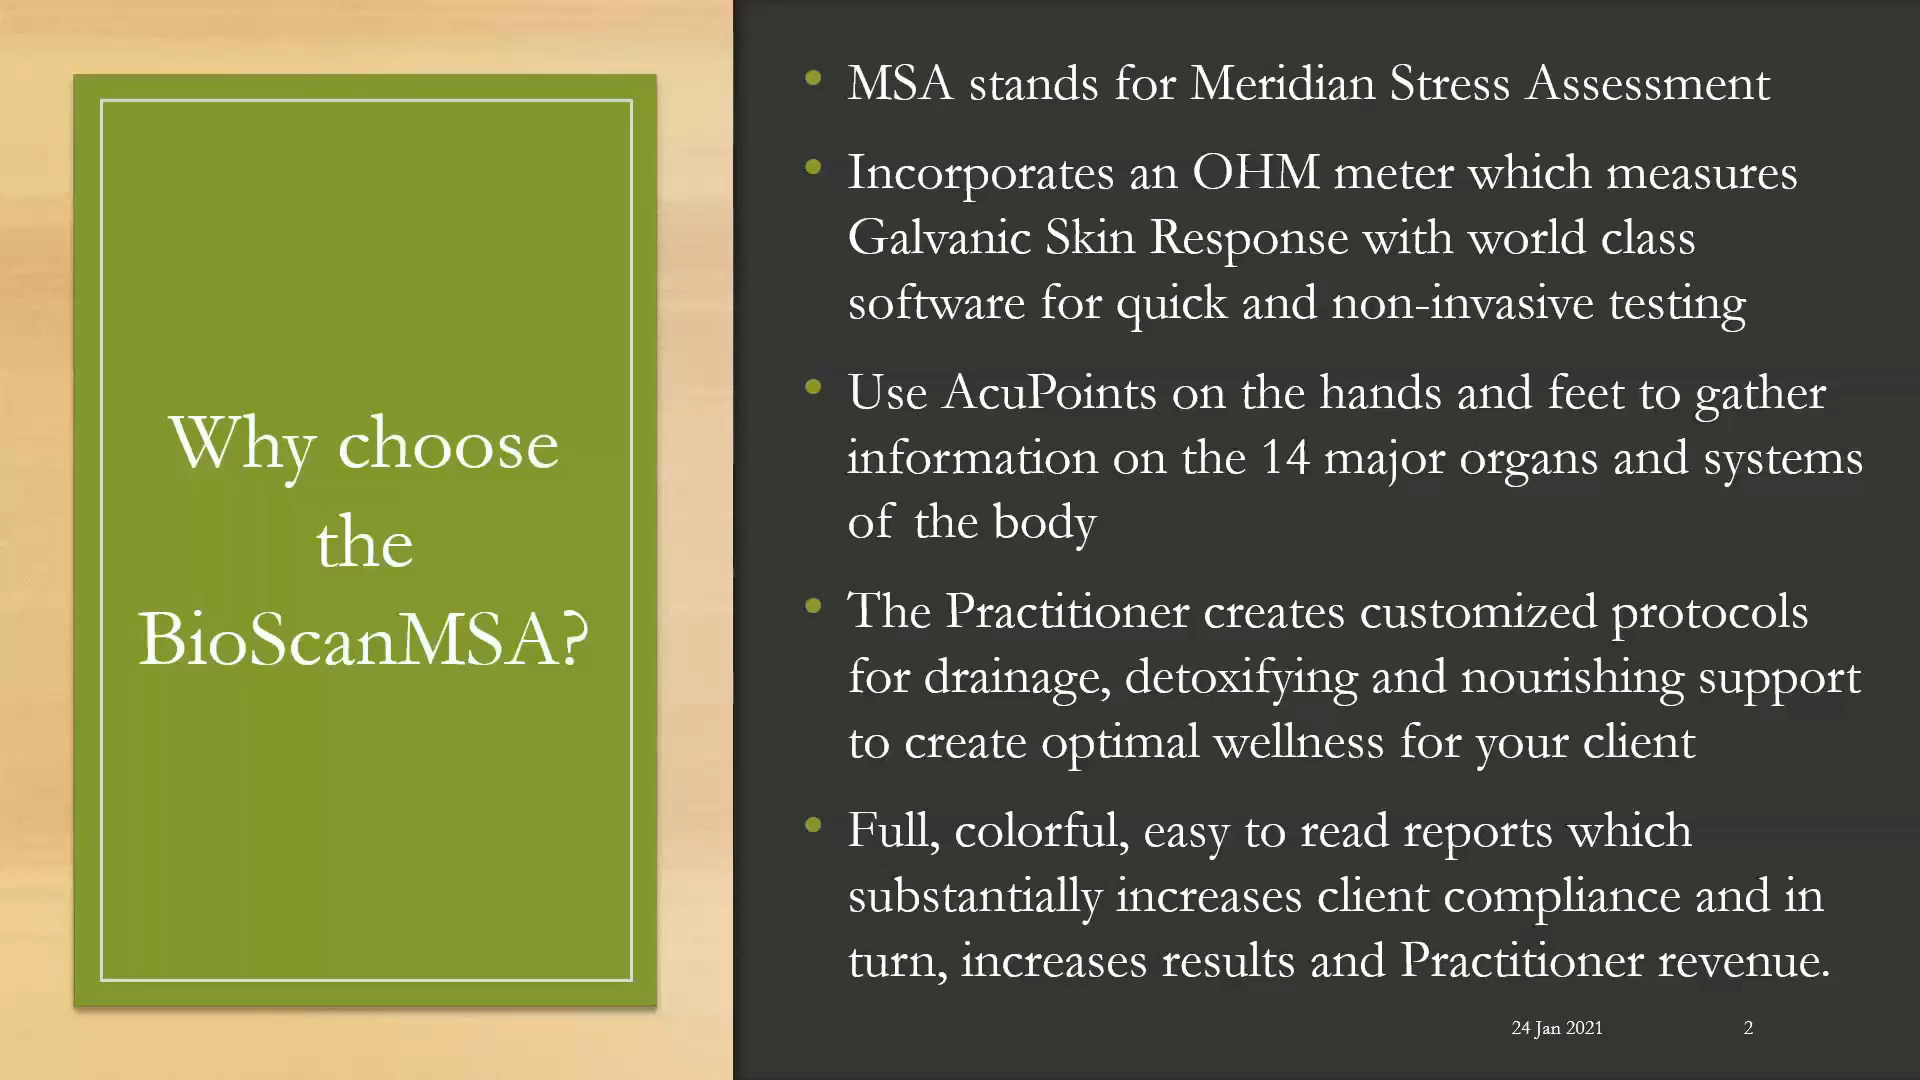 Why choose
the
BioScanMSA?
• MSA stands for Meridian Stress Assessment
• Incorporates an OHM meter which measures
Galvanic Skin Response with world class
software for quick and non-invasive testing
• Use AcuPoints on the hands and feet to gather
information on the 14 major organs and systems
of the body
• The Practitioner creates customized protocols
for drainage, detoxifying and nourishing support
to create optimal wellness for your client
• Full, colorful, easy to read reports which
substantially increases client compliance and in
turn, increases results and Practitioner revenue.
24 Jan 2021 2